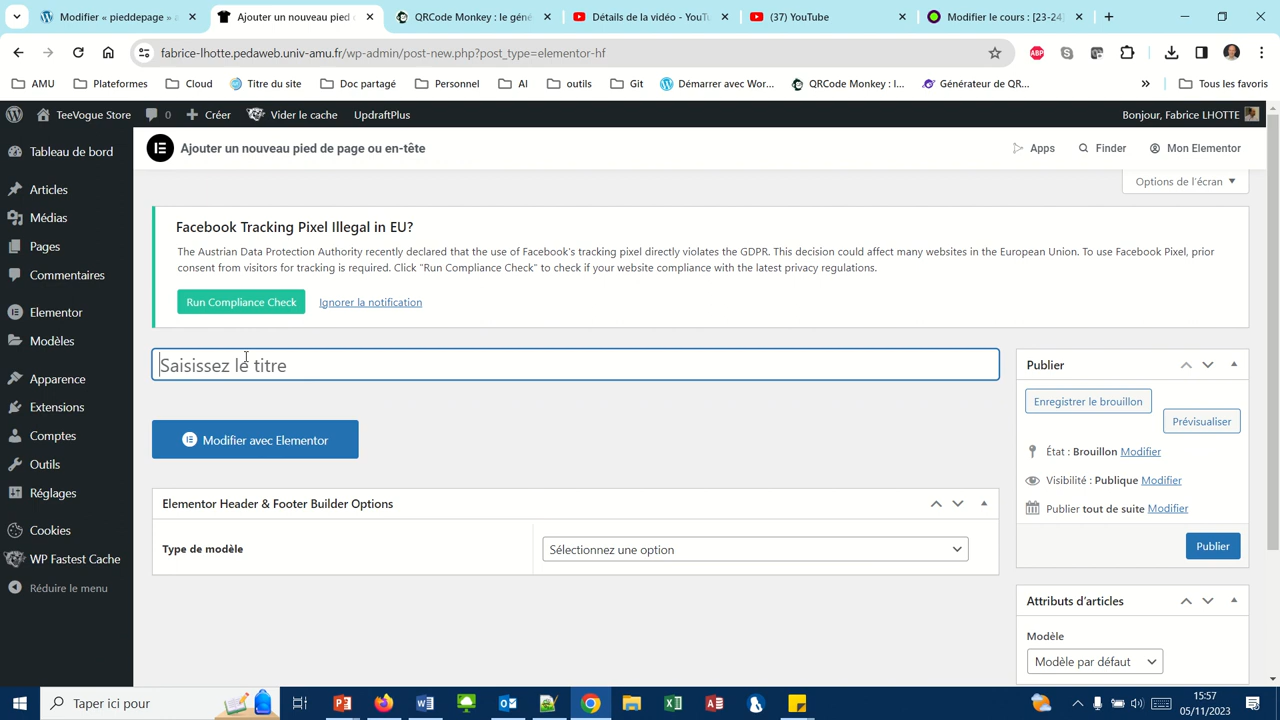 Modifier « pieddepage » ‹
Ajouter un nouveau pied d
QRCode Monkey : le géné
Détails de la vidéo - YouTu
(37) YouTube
Modifier le cours : [23-24]
fabrice-lhotte.pedaweb.univ-amu.fr/wp-admin/post-new.php?post_type=elementor-hf
ABP
AMU
Plateformes
Cloud
Titre du site
Doc partagé
Personnel
AI
outils
Git
Démarrer avec Wor...
QRCode Monkey : l...
Générateur de QR...
»
Tous les favoris
TeeVogue Store
0
Créer
Vider le cache
UpdraftPlus
Bonjour, Fabrice LHOTTE
Tableau de bord
Articles
Médias
Pages
Commentaires
Elementor
Modèles
Apparence
Extensions
Comptes
Outils
Réglages
Cookies
WP Fastest Cache
Réduire le menu
Ajouter un nouveau pied de page ou en-tête
Apps
Finder
Mon Elementor
Options de l'écran
Facebook Tracking Pixel Illegal in EU?
The Austrian Data Protection Authority recently declared that the use of Facebook's tracking pixel directly violates the GDPR. This decision could affect many websites in the European Union. To use Facebook Pixel, prior
consent from visitors for tracking is required. Click "Run Compliance Check" to check if your website compliance with the latest privacy regulations.
Run Compliance Check
Ignorer la notification
Saisissez le titre
Modifier avec Elementor
Elementor Header & Footer Builder Options
Type de modèle
Sélectionnez une option
Publier
Enregistrer le brouillon
Prévisualiser
État : Brouillon Modifier
Visibilité : Publique Modifier
Publier tout de suite Modifier
Publier
Attributs d'articles
Modèle
Modèle par défaut
Taper ici pour
15:57
05/11/2023